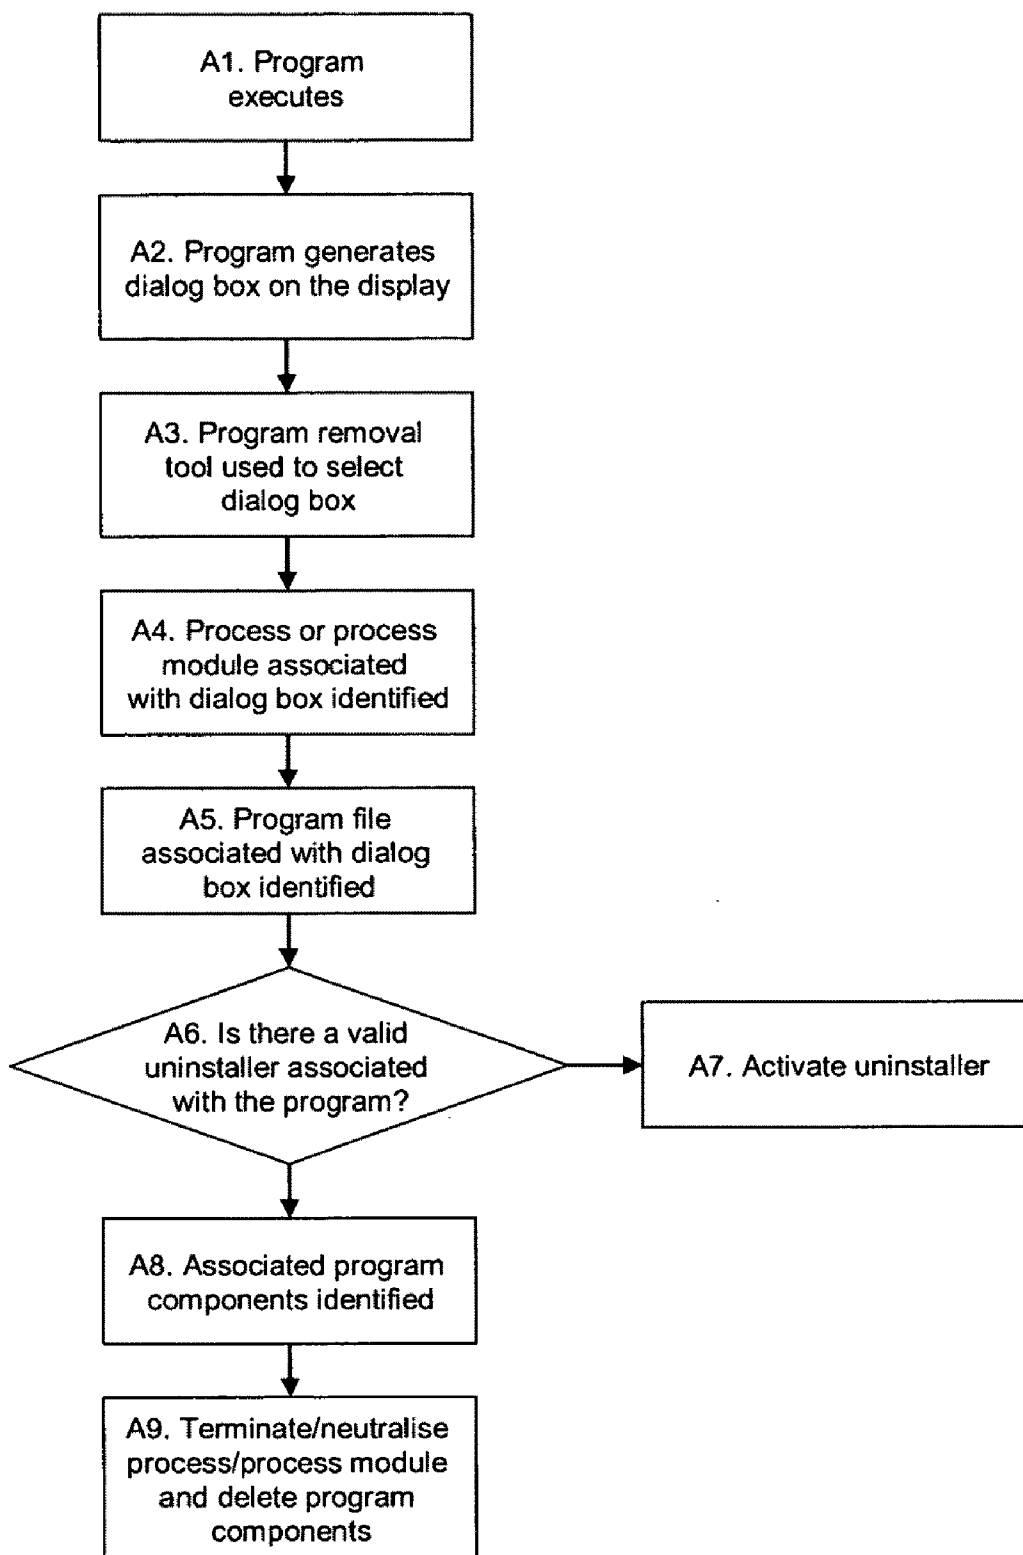 A1. Program
executes
A2. Program generates
dialog box on the display
A3. Program removal
tool used to select
dialog box
A4. Process or process
module associated
with dialog box identified
A5. Program file
associated with dialog
box identified
A6. Is there a valid
uninstaller associated
with the program?
A7. Activate uninstaller
A8. Associated program
components identified
A9. Terminate/neutralise
process/process module
and delete program
components